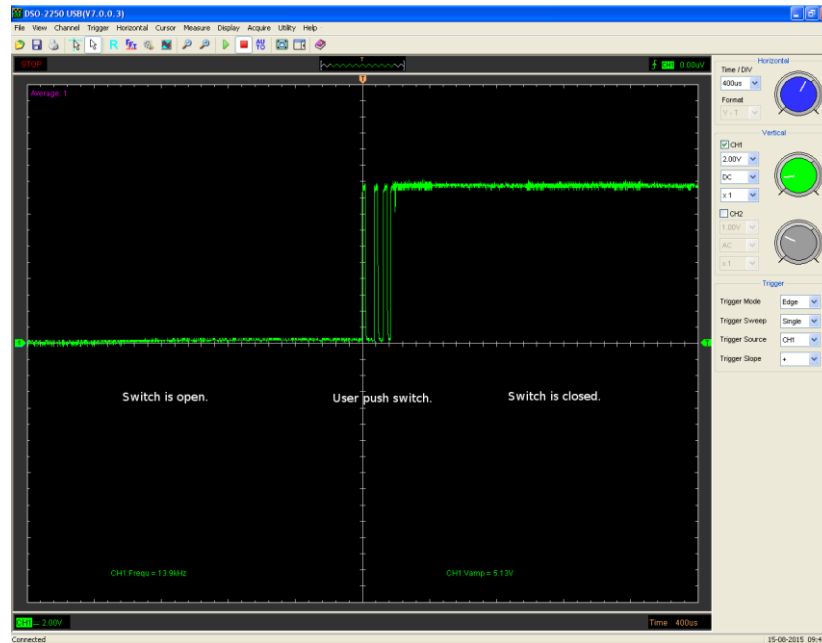 DSO-2250 USB(V7.0.0.3)
File View Channel Trigger Horizontal Cursor Measure Display Acquire Utility Help
R AU TO
STOP T CH1 0.00uV
T
Average: 1
Horizontal
Time / DIV
400us
Format
Y - T
Vertical
CH1
2.00V
DC
x 1
CH2
1.00V
AC
x 1
Trigger
Trigger Mode Edge
Trigger Sweep Single
Trigger Source CH1
Trigger Slope +
T
Switch is open. User push switch. Switch is closed.
CH1.Frequ = 13.9kHz CH1.Vamp = 5.13V
CH1 2.00V Time 400us
Connected 15-08-2015 09:4